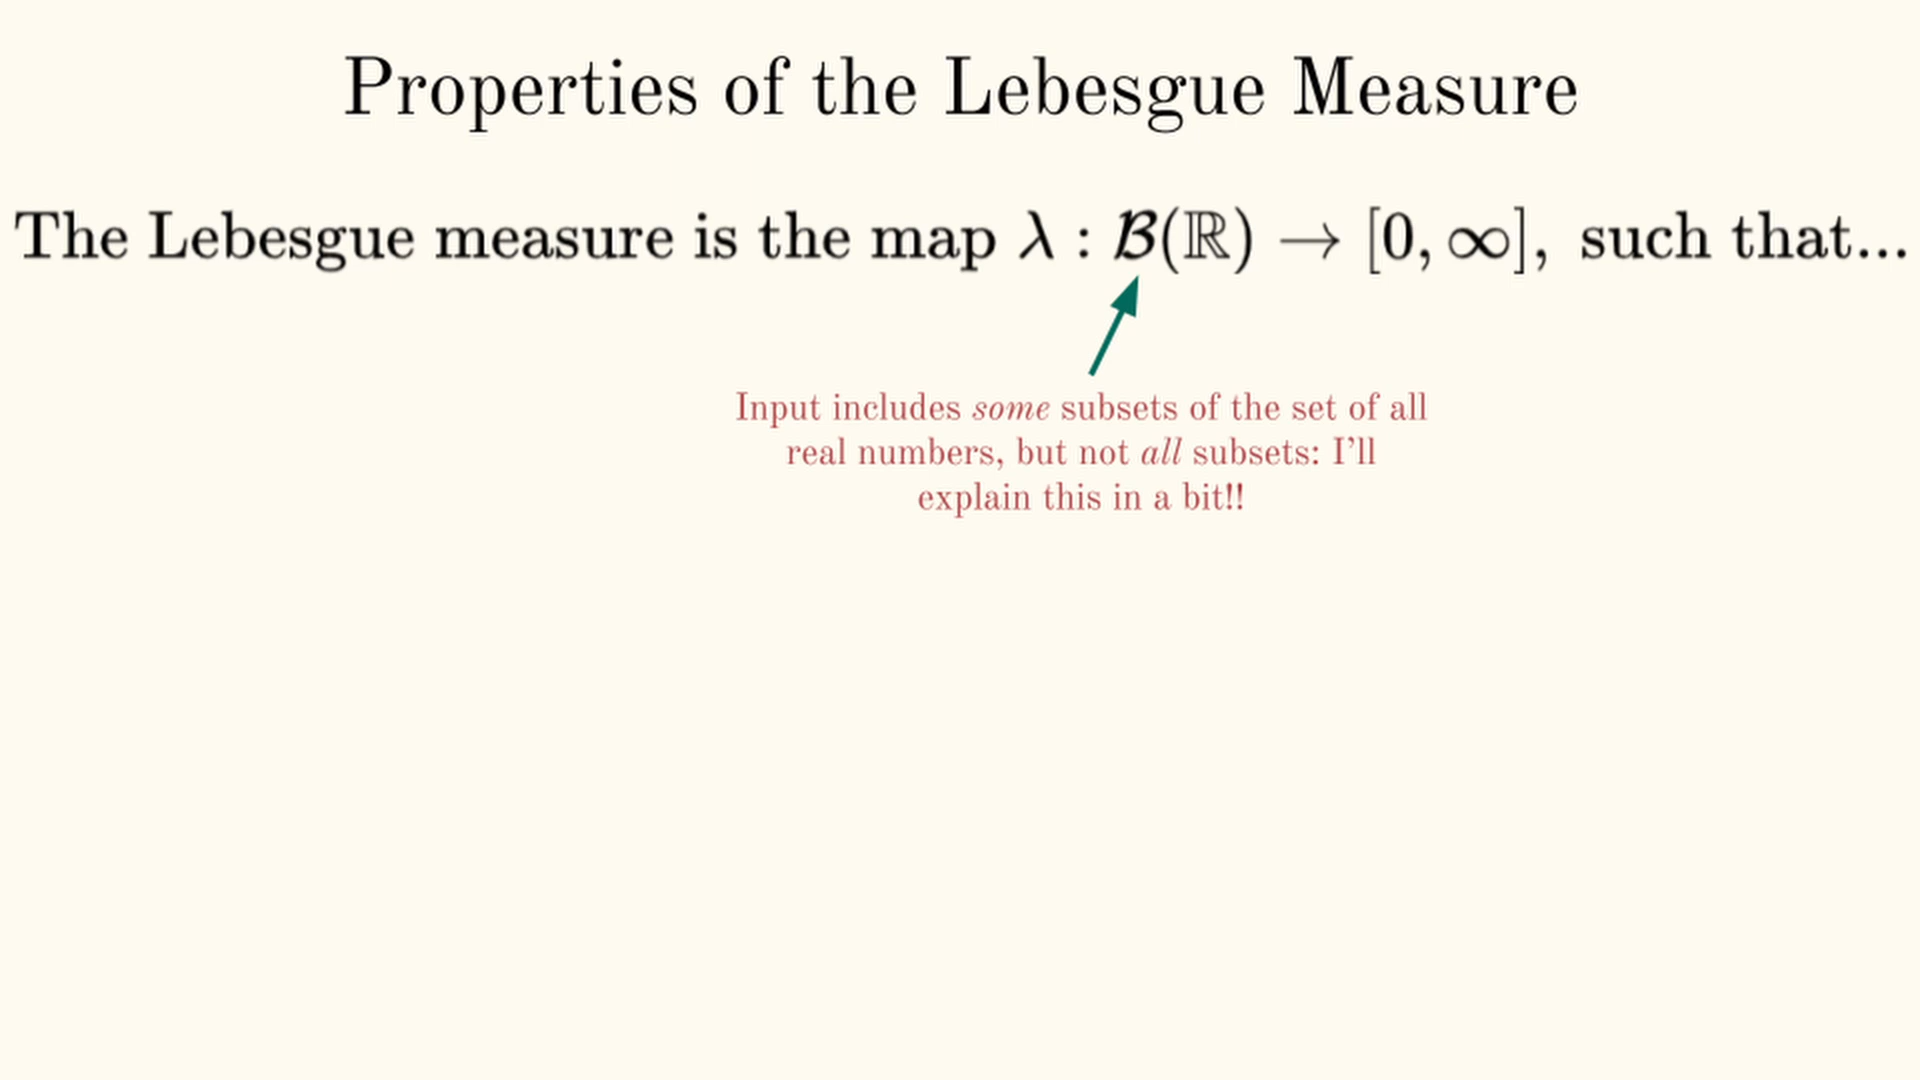 Properties of the Lebesgue Measure
The Lebesgue measure is the map λ : ℬ(ℝ) → [0, ∞], such that...
Input includes some subsets of the set of all
real numbers, but not all subsets: I’ll
explain this in a bit!!